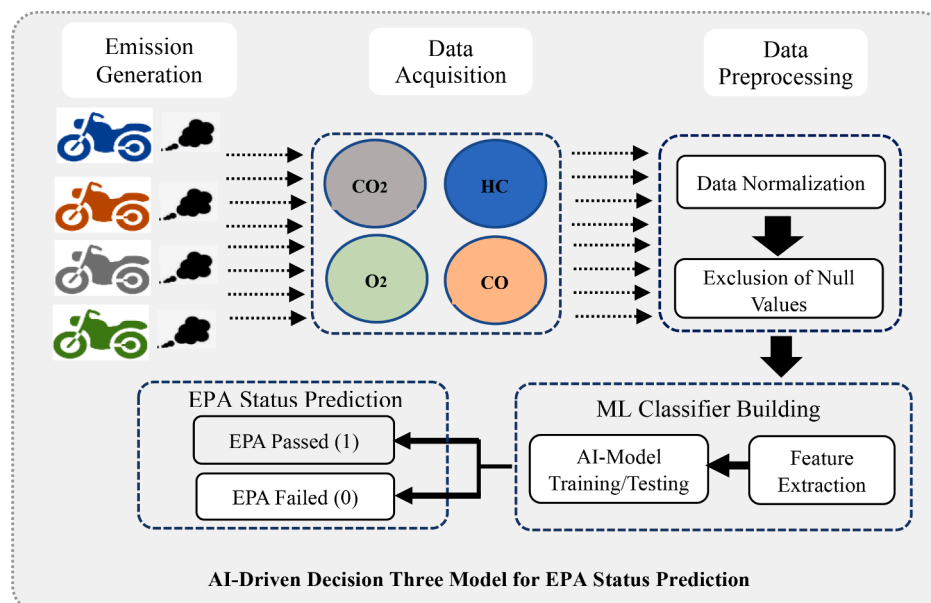 Emission
Generation
Data
Acquisition
Data
Preprocessing
CO2
HC
O2
CO
Data Normalization
Exclusion of Null
Values
EPA Status Prediction
EPA Passed (1)
EPA Failed (0)
ML Classifier Building
AI-Model
Training/Testing
Feature
Extraction
AI-Driven Decision Three Model for EPA Status Prediction